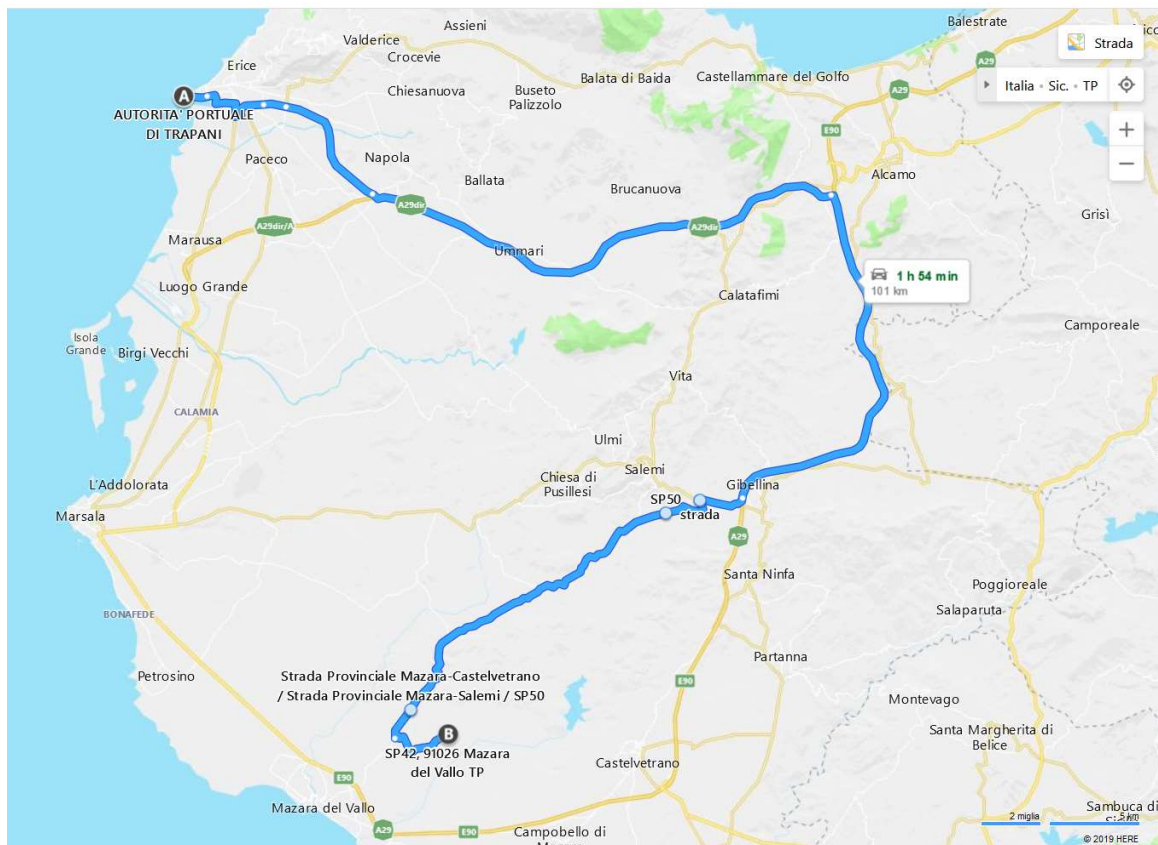 Assieni
Balestrate
Valderice
Crocevie
Strada
Erice
Balata di Baida
Castellammare del Golfo
A29
Chiesanuova
Buseto
Palizzolo
Italia • Sic. • TP
A
AUTORITA' PORTUALE
DI TRAPANI
E90
Paceco
Napola
Ballata
Brucanuova
Alcamo
A29dir
Grisì
A29dir/A
A29dir
Marausa
Ummari
1 h 54 min
101 km
Luogo Grande
Calatafimi
Isola
Grande
Birgi Vecchi
Camporeale
Vita
CALAMIA
Ulmi
Salemi
Chiesa di
Pusillesi
L'Addolorata
Gibellina
SP50
strada
Marsala
A29
Santa Ninfa
Poggioreale
BONAFEDE
Salaparuta
Partanna
Petrosino
Strada Provinciale Mazara-Castelvetrano
/ Strada Provinciale Mazara-Salemi / SP50
E90
Montevago
Santa Margherita di
Belice
B
SP42, 91026 Mazara
del Vallo TP
Castelvetrano
E90
Mazara del Vallo
Sambuca di
A29
E90
Campobello di
2 miglia
5 km
© 2019 HERE